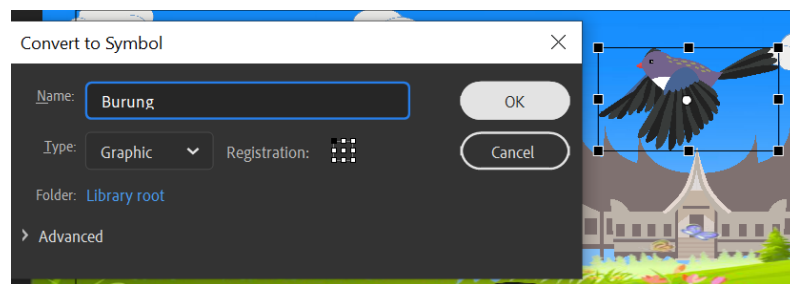 Convert to Symbol
Name: Burung
OK
Type: Graphic Registration:
Cancel
Folder: Library root
Advanced